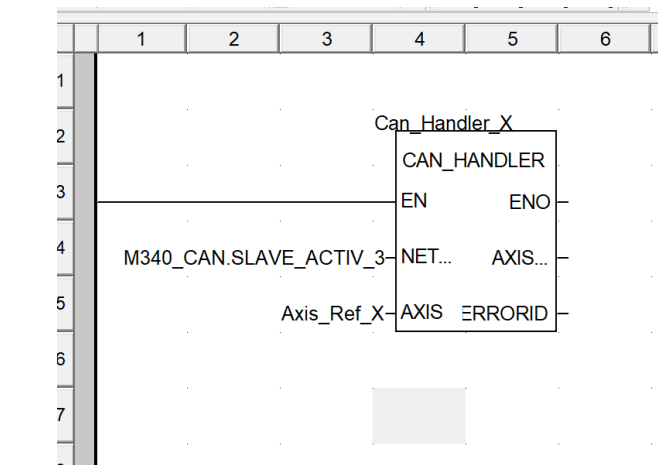 1 2 3 4 5 6
1
Can_Handler_X
2
CAN_HANDLER
3
EN ENO
4
M340_CAN.SLAVE_ACTIV_3 NET... AXIS...
5
Axis_Ref_X AXIS ERRORID
6
7